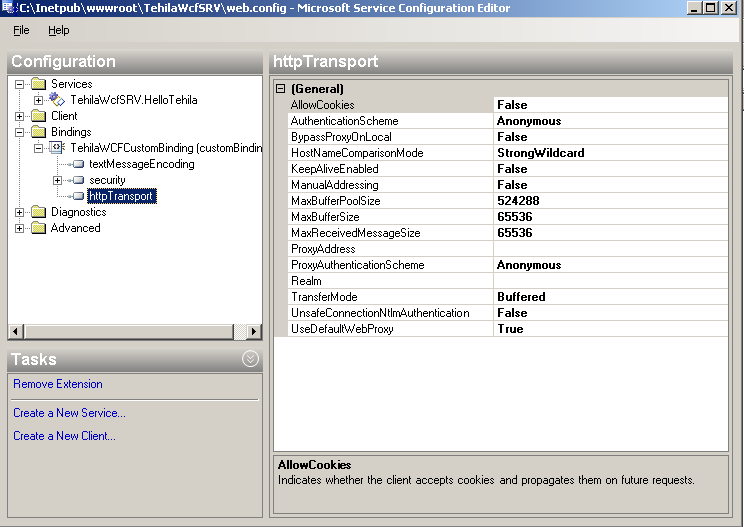 C:\Inetpub\wwwroot\TehilaWcfSRV\web.config - Microsoft Service Configuration Editor
File Help
Configuration
Services
TehilaWcfSRV.HelloTehila
Client
Bindings
TehilaWCFCustomBinding (customBindin
textMessageEncoding
security
httpTransport
Diagnostics
Advanced
Tasks
Remove Extension
Create a New Service...
Create a New Client...
httpTransport
(General)
AllowCookies False
AuthenticationScheme Anonymous
BypassProxyOnLocal False
HostNameComparisonMode StrongWildcard
KeepAliveEnabled False
ManualAddressing False
MaxBufferPoolSize 524288
MaxBufferSize 65536
MaxReceivedMessageSize 65536
ProxyAddress
ProxyAuthenticationScheme Anonymous
Realm
TransferMode Buffered
UnsafeConnectionNtlmAuthentication False
UseDefaultWebProxy True
AllowCookies
Indicates whether the client accepts cookies and propagates them on future requests.